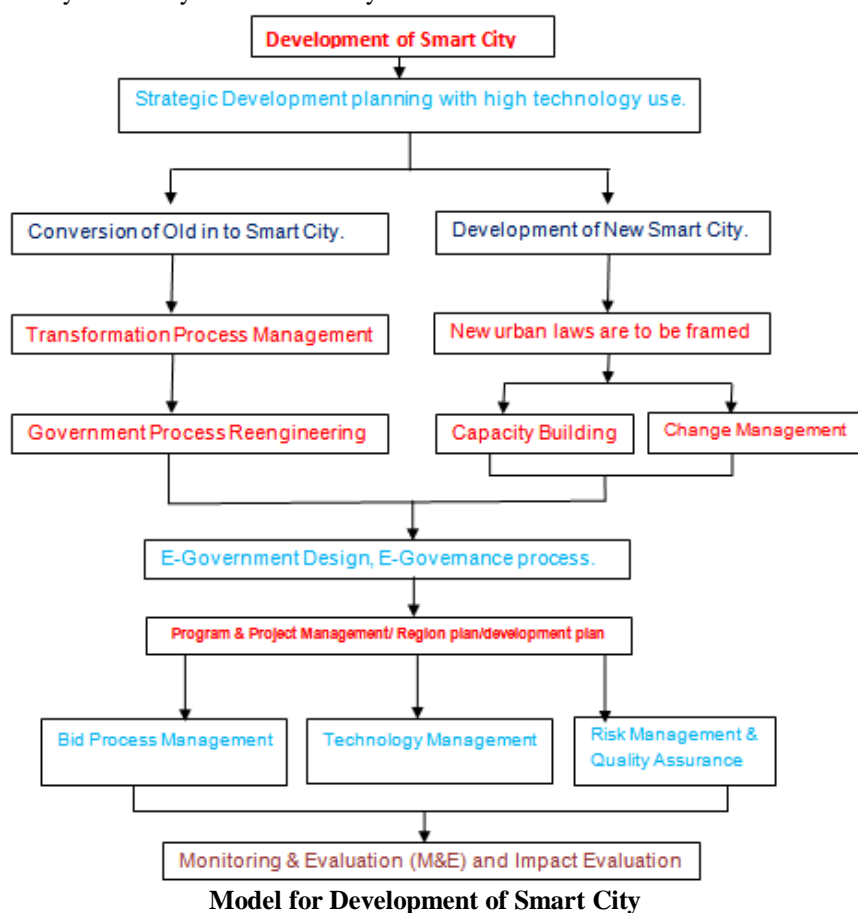 Development of Smart City
Strategic Development planning with high technology use.
Conversion of Old in to Smart City.
Development of New Smart City.
Transformation Process Management
New urban laws are to be framed
Government Process Reengineering
Capacity Building
Change Management
E-Government Design, E-Governance process.
Program & Project Management/ Region plan/development plan
Bid Process Management
Technology Management
Risk Management &
Quality Assurance
Monitoring & Evaluation (M&E) and Impact Evaluation
Model for Development of Smart City